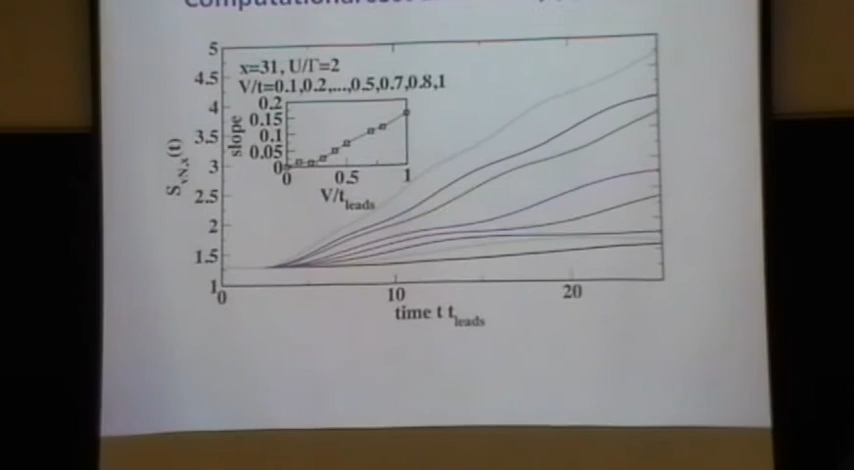 5
4.5
4
3.5
3
2.5
2
1.5
1
S_vN,x(t)
x=31, U/Γ=2
V/t=0.1,0.2,...,0.5,0.7,0.8,1
0.2
0.15
0.1
0.05
0
slope
0 0.5 1
V/t_leads
0 10 20
time t t_leads